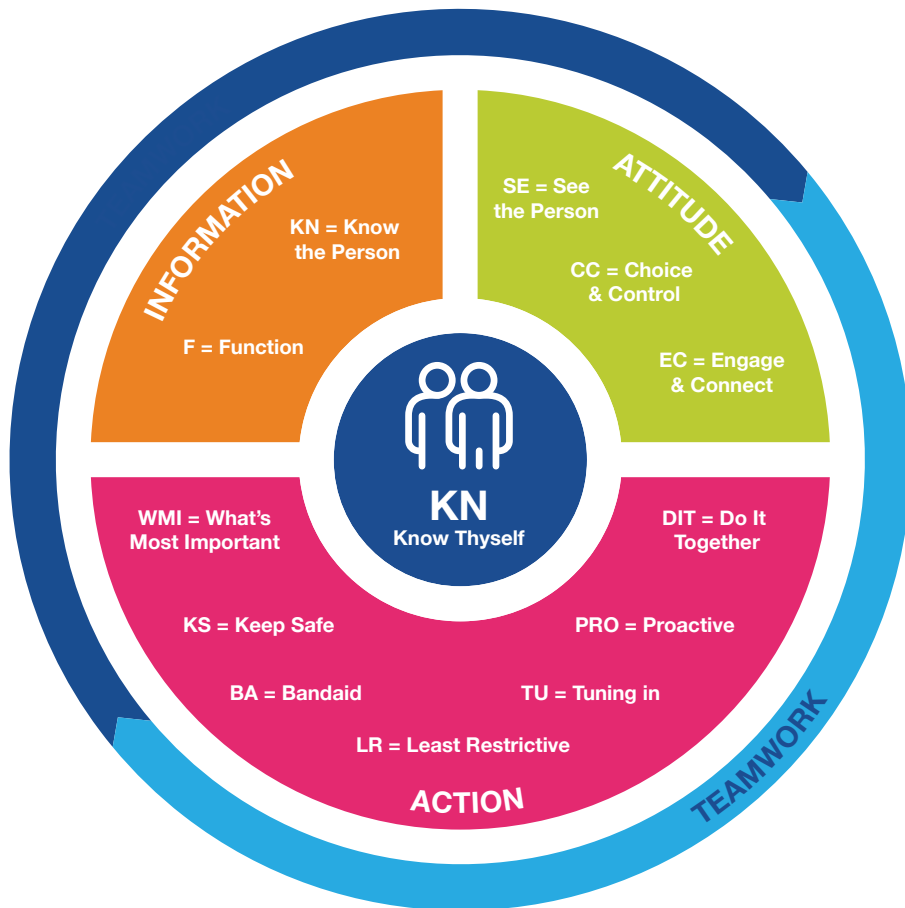 INFORMATION
KN = Know
the Person
F = Function
ATTITUDE
SE = See
the Person
CC = Choice
& Control
EC = Engage
& Connect
KN
Know Thyself
WMI = What's
Most Important
DIT = Do It
Together
KS = Keep Safe
PRO = Proactive
BA = Bandaid
TU = Tuning in
LR = Least Restrictive
ACTION
TEAMWORK